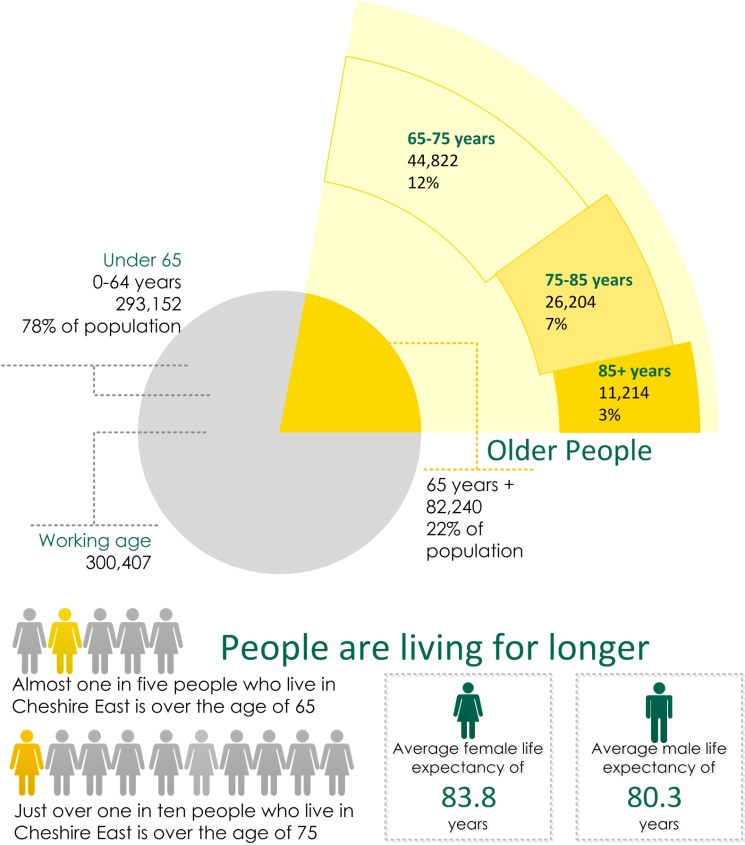 65-75 years
44,822
12%
75-85 years
26,204
7%
85+ years
11,214
3%
Older People
Under 65
0-64 years
293,152
78% of population
65 years +
82,240
22% of
population
Working age
300,407
People are living for longer
Almost one in five people who live in
Cheshire East is over the age of 65
Just over one in ten people who live in
Cheshire East is over the age of 75
Average female life
expectancy of
83.8
years
Average male life
expectancy of
80.3
years